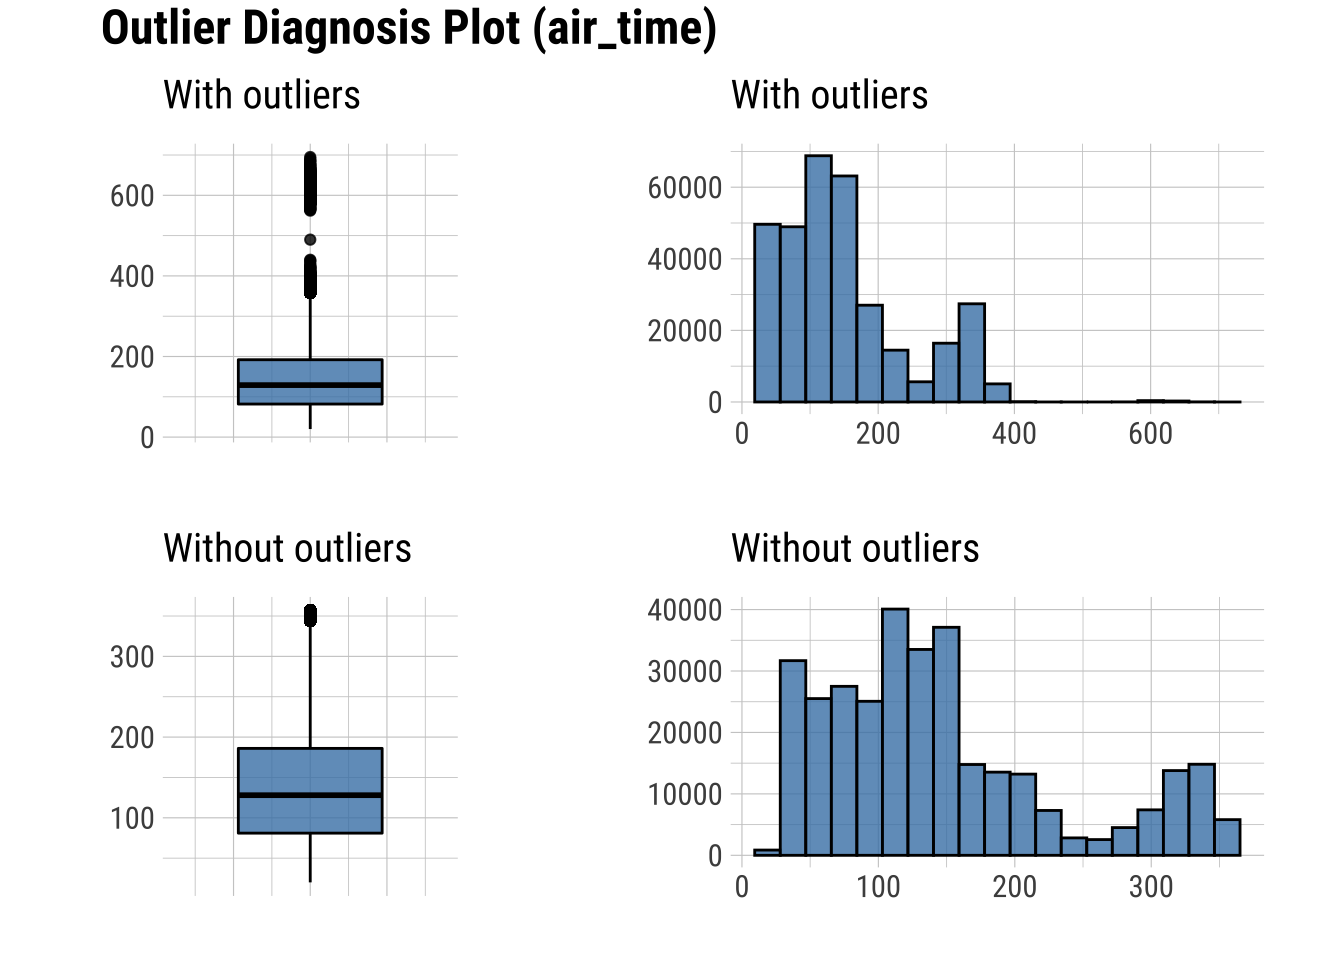 Outlier Diagnosis Plot (air_time)
With outliers
600
400
200
0
With outliers
60000
40000
20000
0
0 200 400 600
Without outliers
300
200
100
Without outliers
40000
30000
20000
10000
0
0 100 200 300